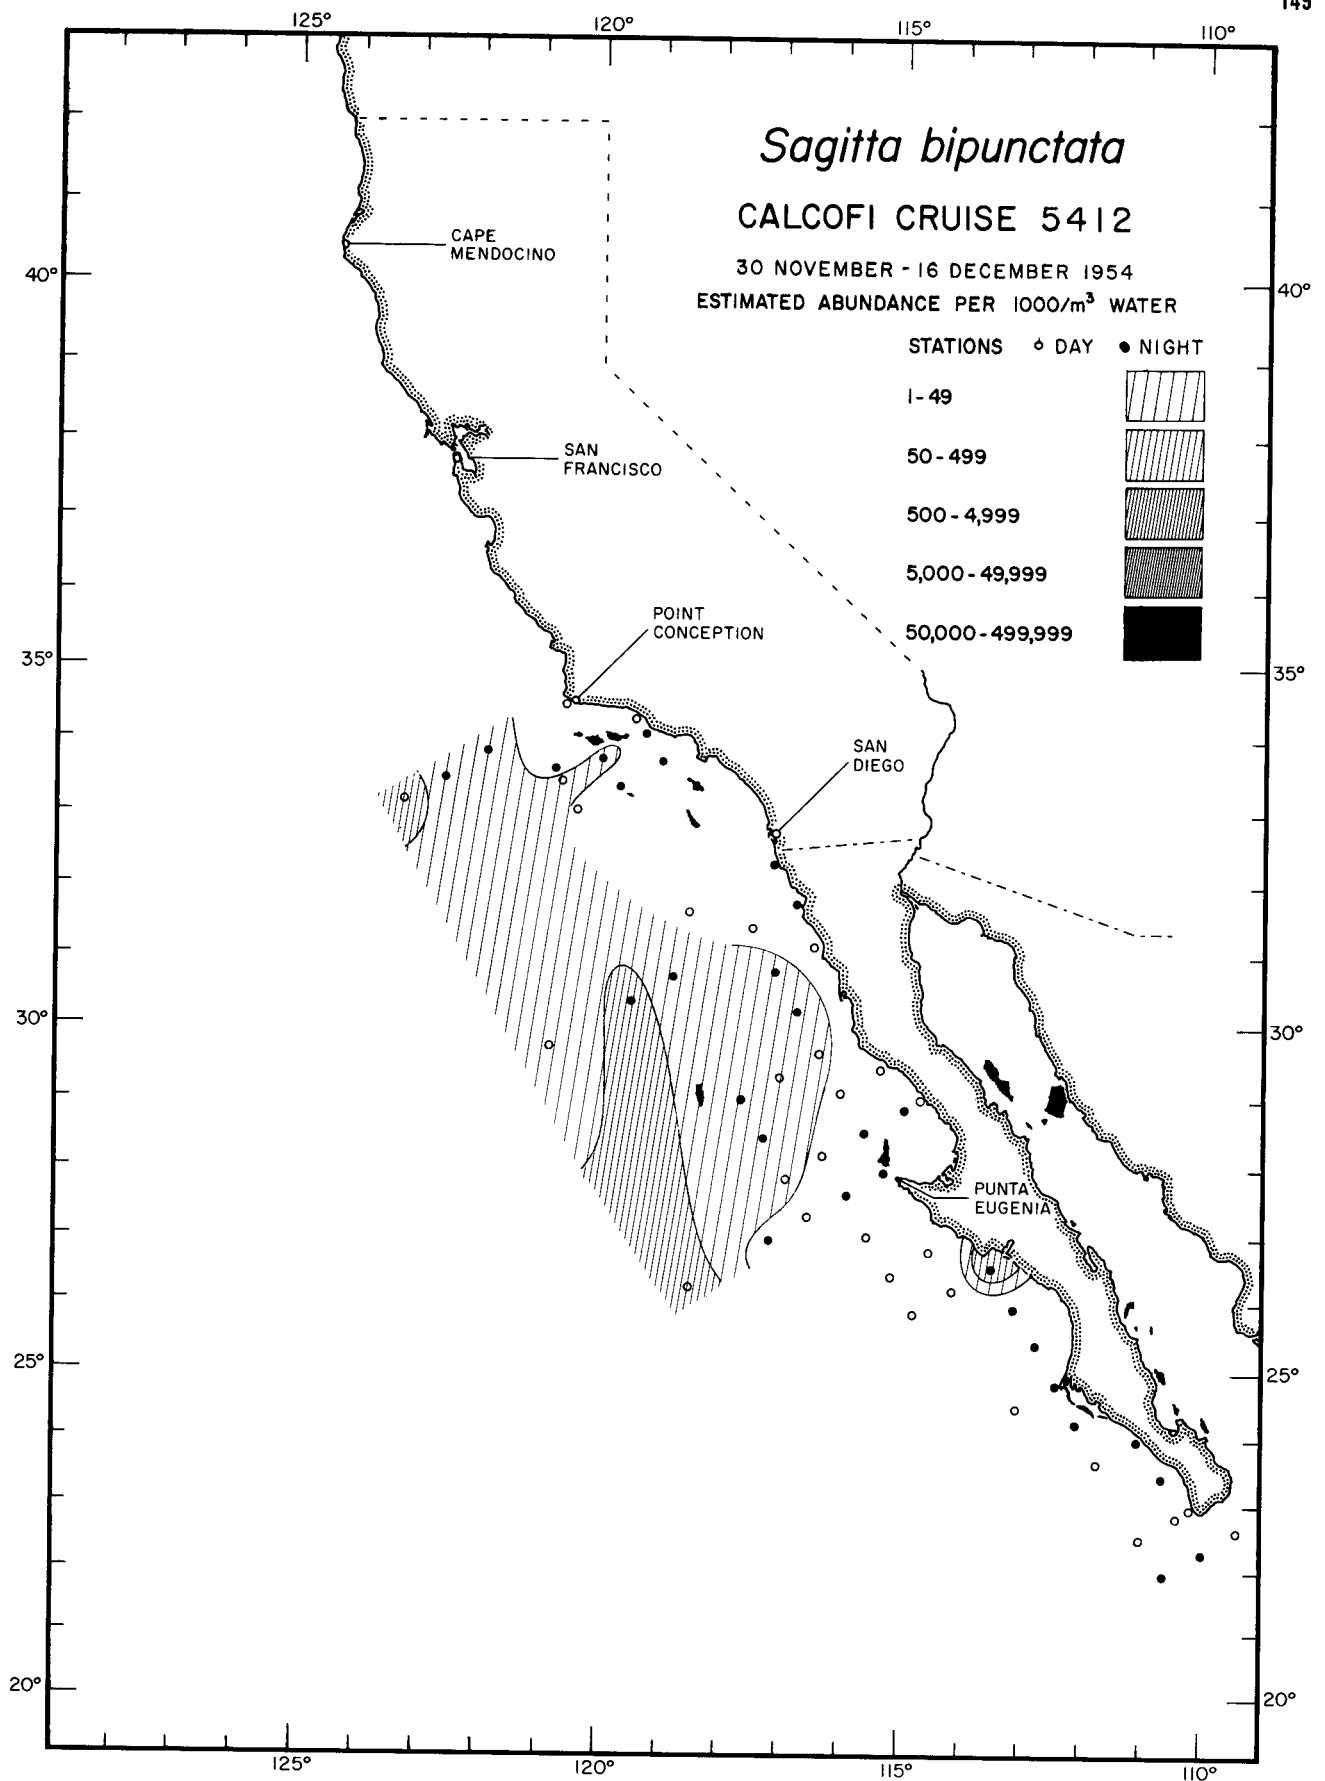 149
125° 120° 115° 110°
Sagitta bipunctata
CALCOFI CRUISE 5412
30 NOVEMBER - 16 DECEMBER 1954
ESTIMATED ABUNDANCE PER 1000/m³ WATER
STATIONS DAY NIGHT
1-49
50-499
500-4,999
5,000-49,999
50,000-499,999
CAPE
MENDOCINO
40° 40°
SAN
FRANCISCO
POINT
CONCEPTION
35° 35°
SAN
DIEGO
30° 30°
PUNTA
EUGENIA
25° 25°
20° 20°
125° 120° 115° 110°